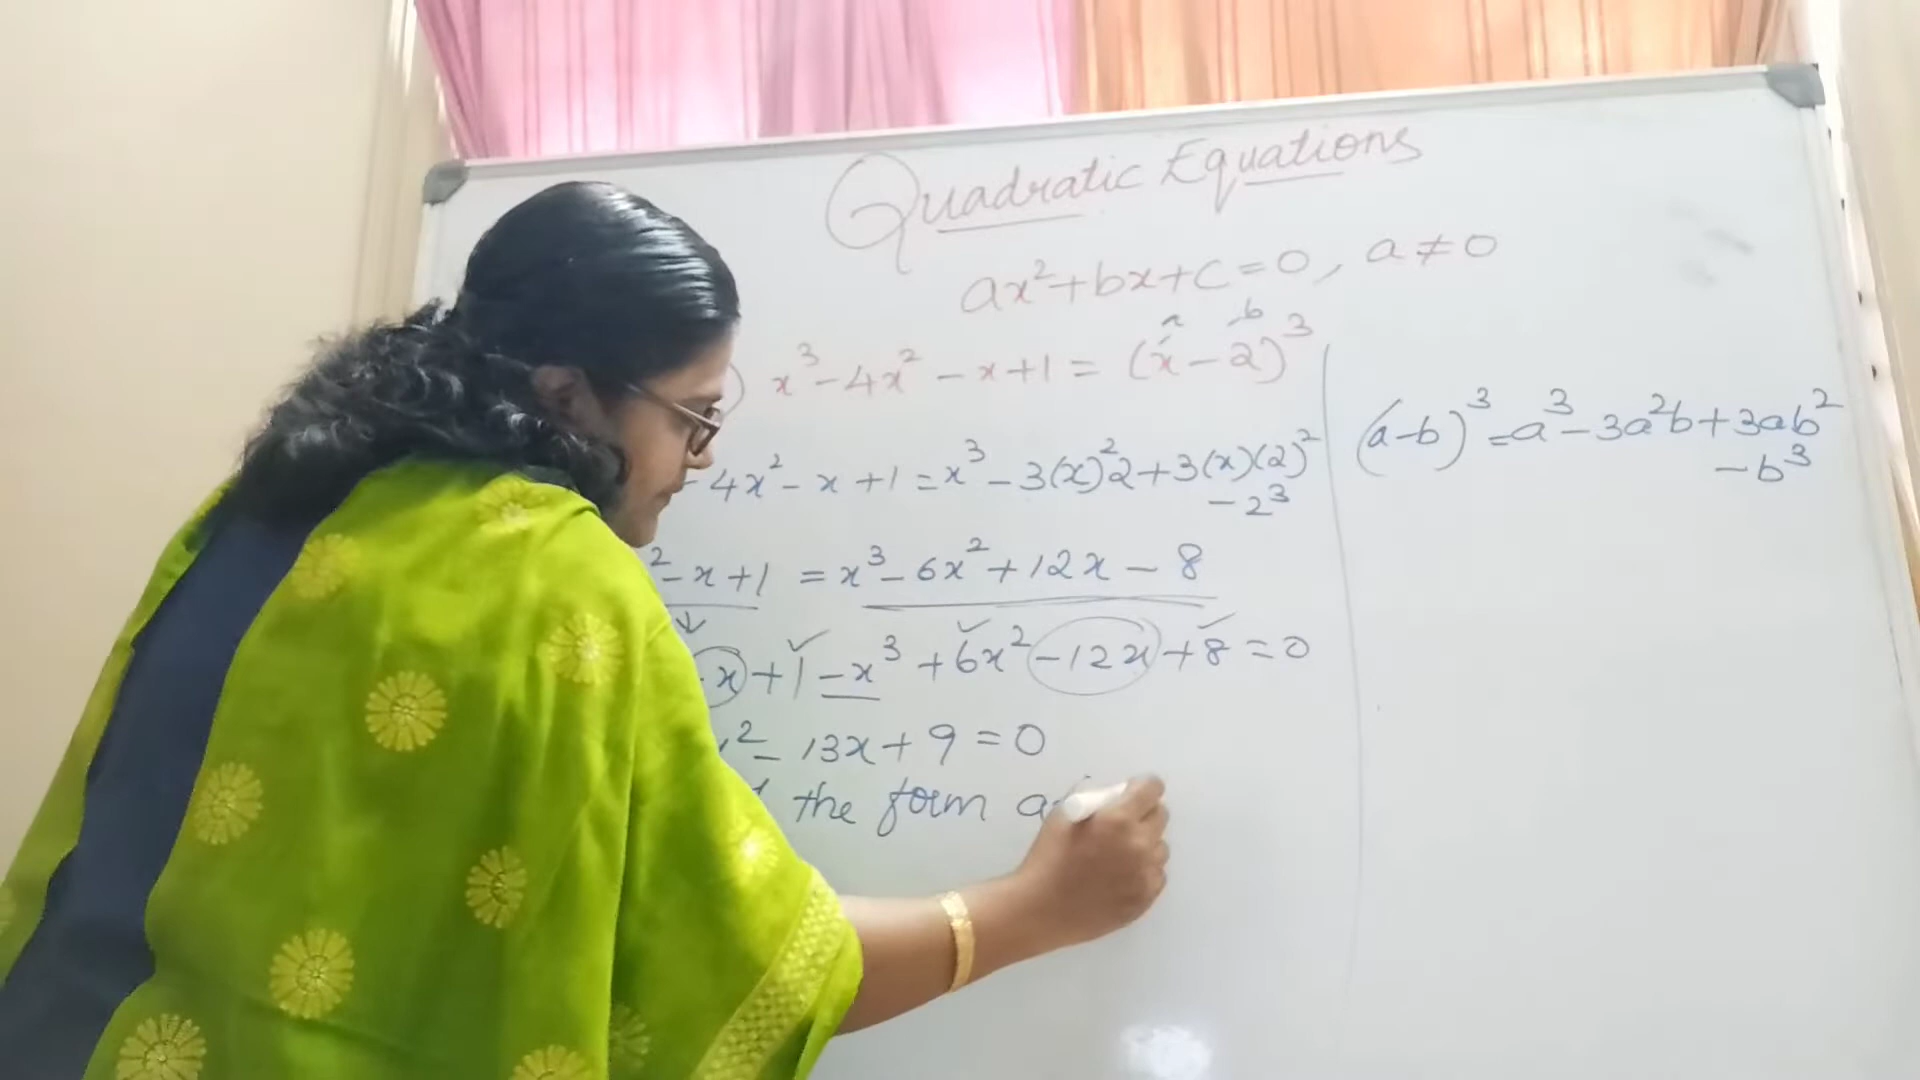 Quadratic Equations
ax²+bx+c=0, a≠0
a b
) x³-4x²-x+1=(x-2)³
-4x²-x+1=x³-3(x)²2+3(x)(2)²
-2³
²-x+1 =x³-6x²+12x-8
x+1-x³+6x²-12x+8=0
²-13x+9=0
the form a
(a-b)³=a³-3a²b+3ab²
-b³